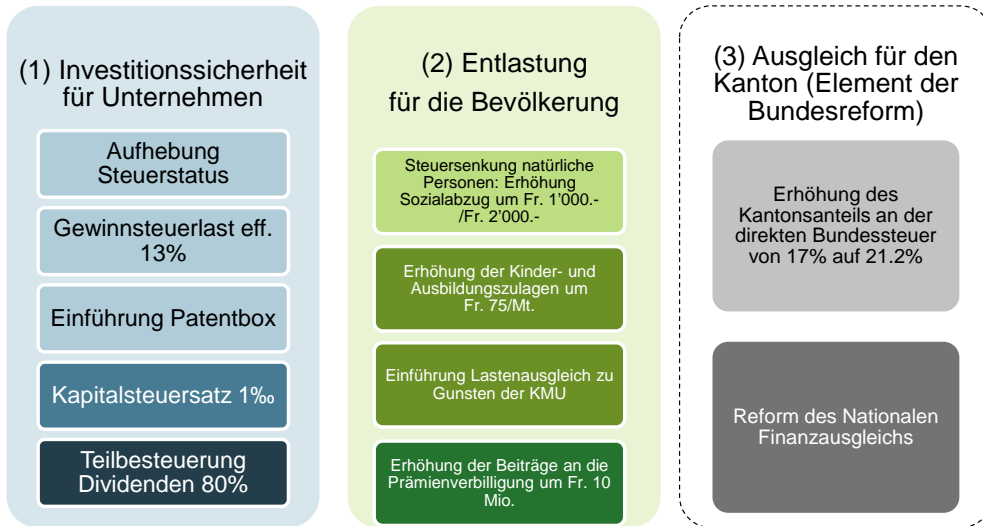 (1) Investitionssicherheit
für Unternehmen
Aufhebung
Steuerstatus
Gewinnsteuerlast eff.
13%
Einführung Patentbox
Kapitalsteuersatz 1‰
Teilbesteuerung
Dividenden 80%
(2) Entlastung
für die Bevölkerung
Steuersenkung natürliche
Personen: Erhöhung
Sozialabzug um Fr. 1'000.-
/Fr. 2'000.-
Erhöhung der Kinder- und
Ausbildungszulagen um
Fr. 75/Mt.
Einführung Lastenausgleich zu
Gunsten der KMU
Erhöhung der Beiträge an die
Prämienverbilligung um Fr. 10
Mio.
(3) Ausgleich für den
Kanton (Element der
Bundesreform)
Erhöhung des
Kantonsanteils an der
direkten Bundessteuer
von 17% auf 21.2%
Reform des Nationalen
Finanzausgleichs